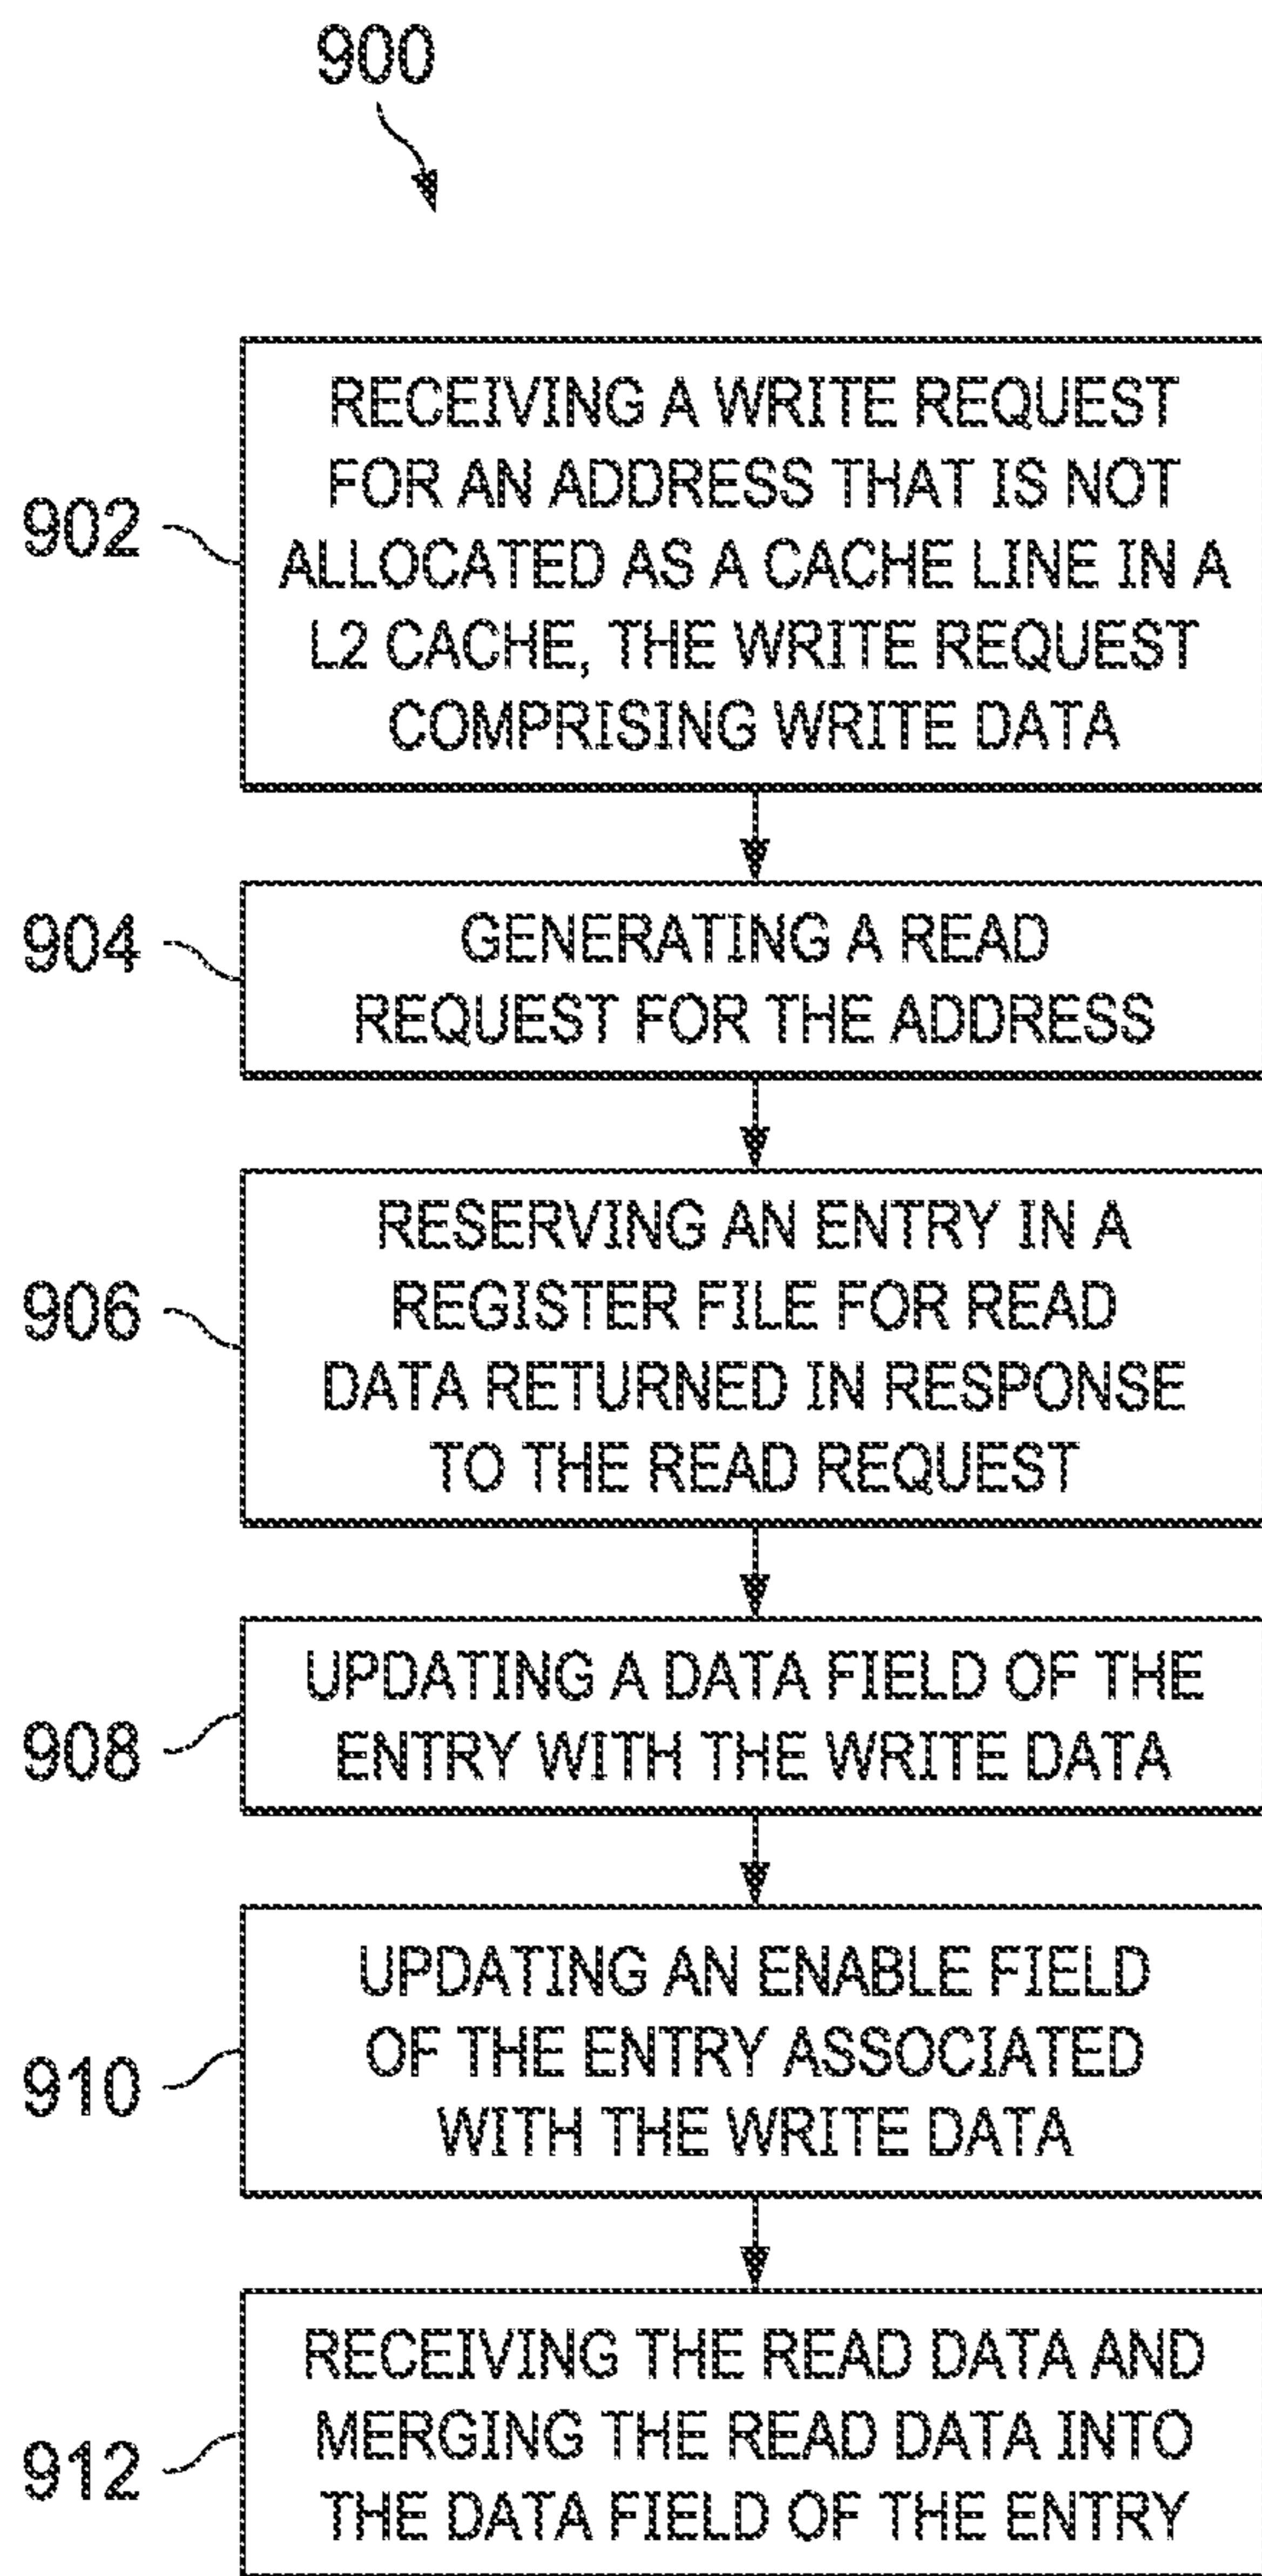 900
902
RECEIVING A WRITE REQUEST
FOR AN ADDRESS THAT IS NOT
ALLOCATED AS A CACHE LINE IN A
L2 CACHE, THE WRITE REQUEST
COMPRISING WRITE DATA
904
GENERATING A READ
REQUEST FOR THE ADDRESS
906
RESERVING AN ENTRY IN A
REGISTER FILE FOR READ
DATA RETURNED IN RESPONSE
TO THE READ REQUEST
908
UPDATING A DATA FIELD OF THE
ENTRY WITH THE WRITE DATA
910
UPDATING AN ENABLE FIELD
OF THE ENTRY ASSOCIATED
WITH THE WRITE DATA
912
RECEIVING THE READ DATA AND
MERGING THE READ DATA INTO
THE DATA FIELD OF THE ENTRY